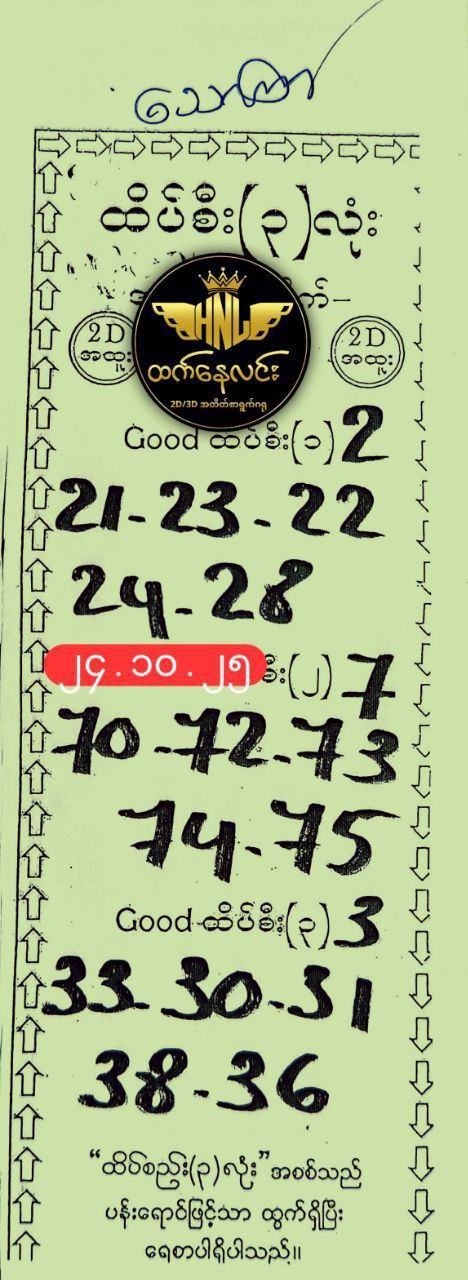 သောကြာ
ထိပ်စီး(၃)လုံး
2D အထူး
HNL
ထက်နေလင်း
2D/3D အတိတ်စာရွက်ဂရု
2D အထူး
Good ထိပ်စီး(၁) 2
21-23-22
24-28
၂၄.၁၀.၂၅
စီး(၂) 7
70-72-73
74-75
Good ထိပ်စီး(၃) 3
33-30-31
38-36
“ထိပ်စည်း(၃)လုံး” အစစ်သည်
ပန်းရောင်ဖြင့်သာ ထွက်ရှိပြီး
ရေစာပါရှိပါသည်။